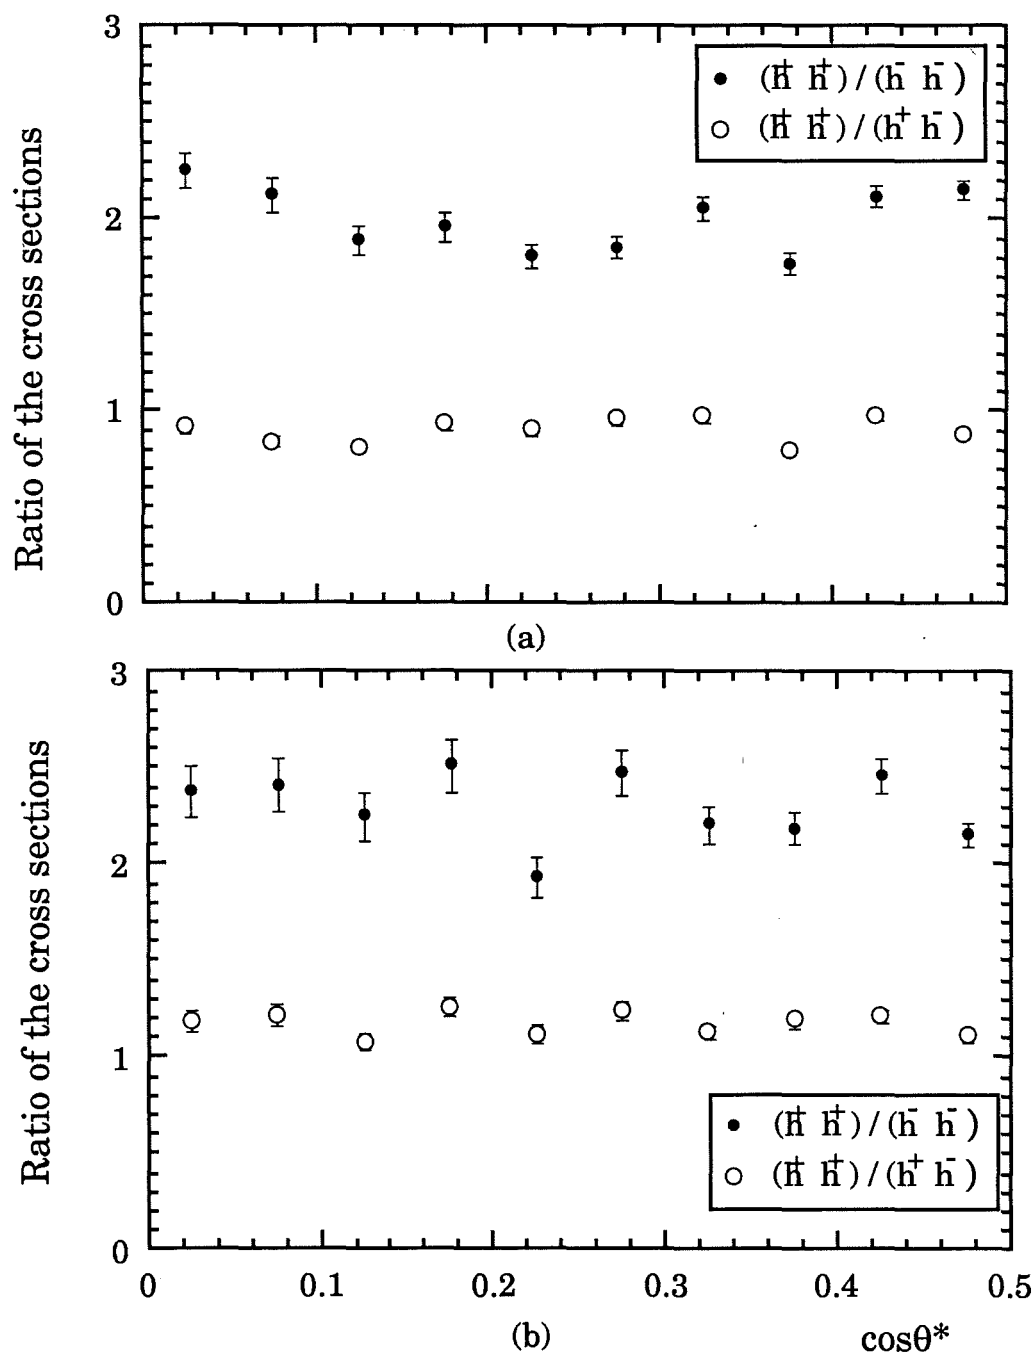 3
(h⁺ h⁺)/(h⁻ h⁻)
(h⁺ h⁺)/(h⁺ h⁻)
2
Ratio of the cross sections
1
0
(a)
3
2
Ratio of the cross sections
1
(h⁺ h⁺)/(h⁻ h⁻)
(h⁺ h⁺)/(h⁺ h⁻)
0
0 0.1 0.2 0.3 0.4 0.5
(b) cosθ*